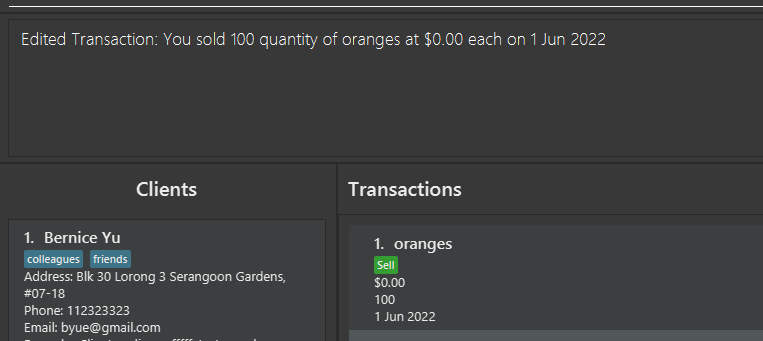 Edited Transaction: You sold 100 quantity of oranges at $0.00 each on 1 Jun 2022
Clients
1. Bernice Yu
colleagues friends
Address: Blk 30 Lorong 3 Serangoon Gardens,
#07-18
Phone: 112323323
Email: byue@gmail.com
Transactions
1. oranges
Sell
$0.00
100
1 Jun 2022